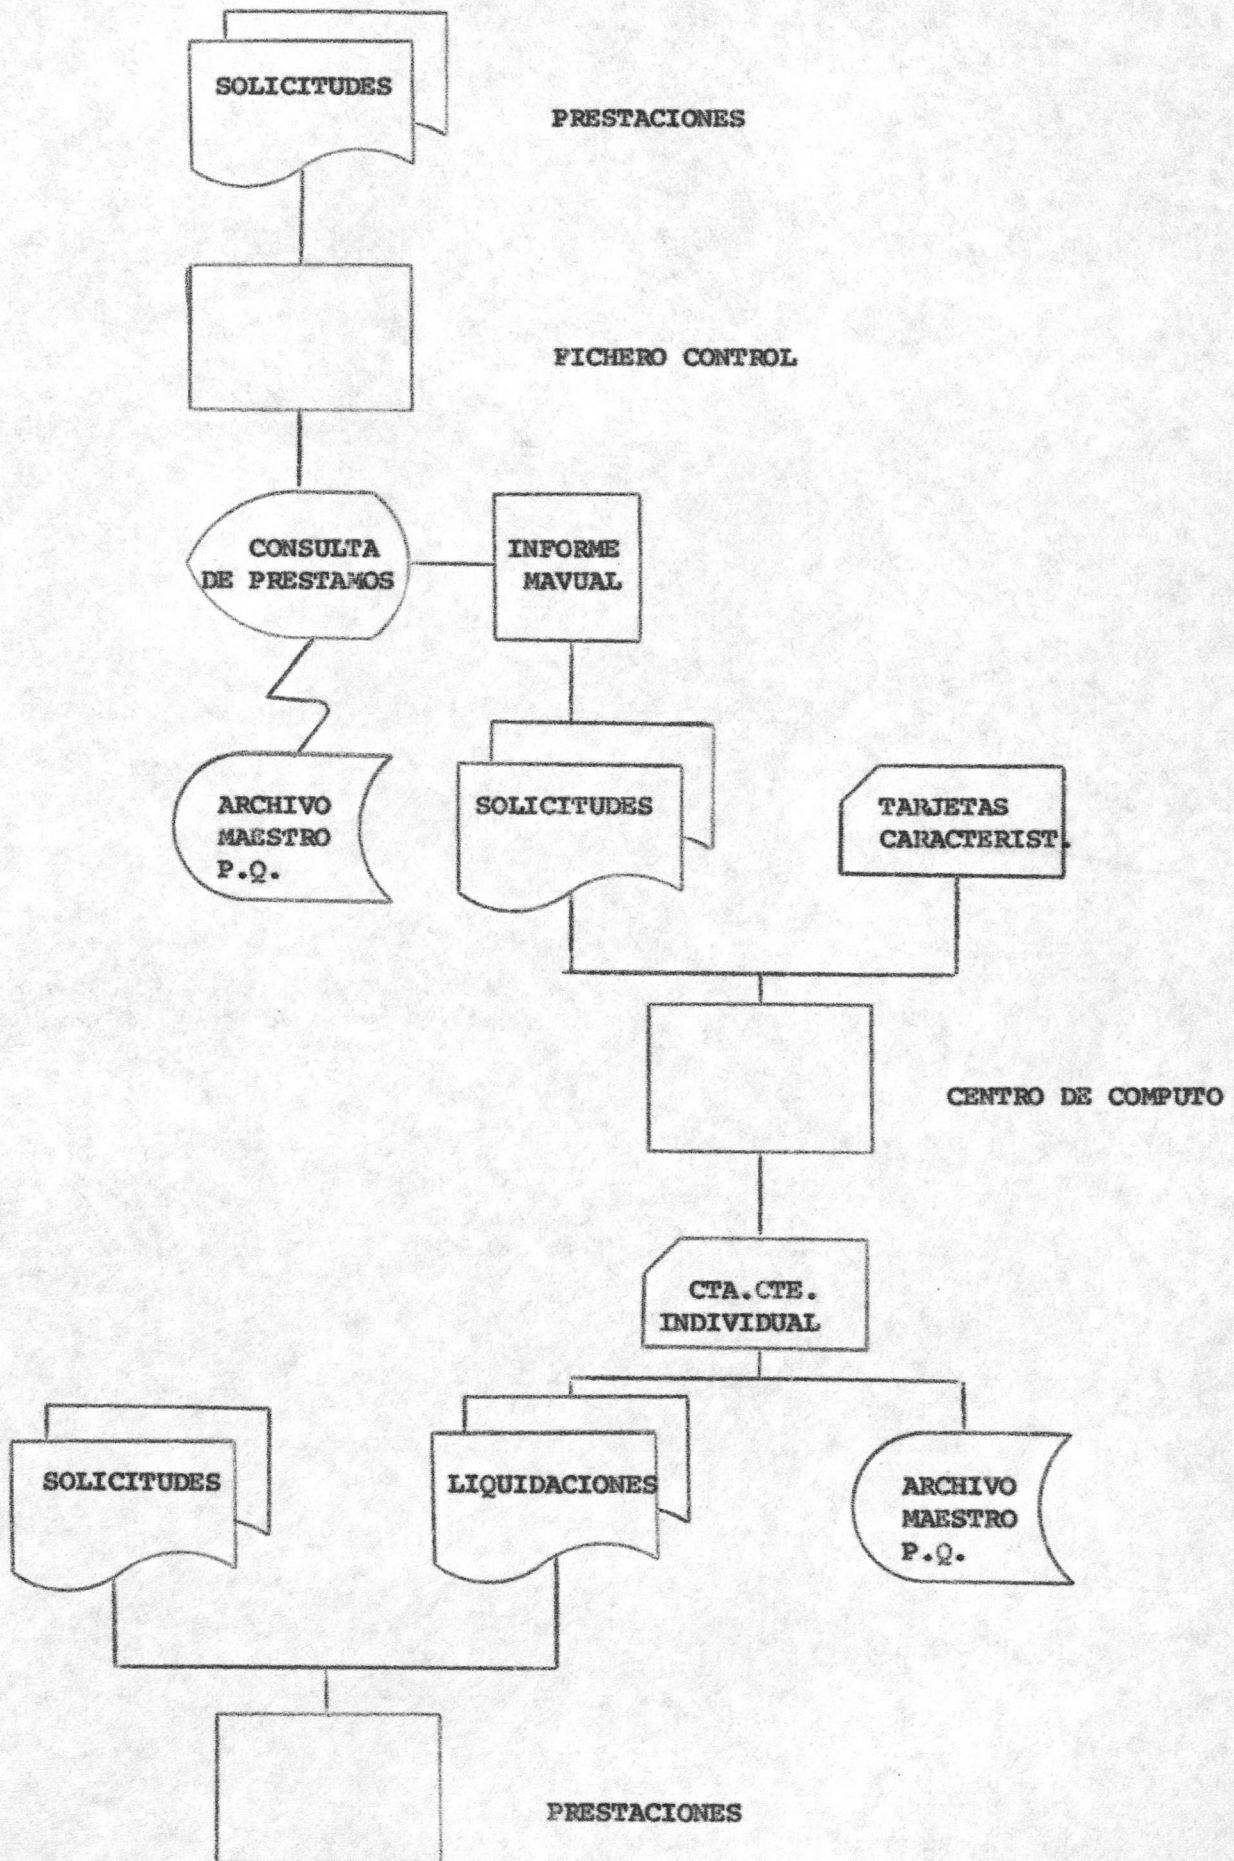 SOLICITUDES
PRESTACIONES
FICHERO CONTROL
CONSULTA
DE PRESTAMOS
INFORME
MAVUAL
ARCHIVO
MAESTRO
P.Q.
SOLICITUDES
TARJETAS
CARACTERIST.
CENTRO DE COMPUTO
CTA.CTE.
INDIVIDUAL
SOLICITUDES
LIQUIDACIONES
ARCHIVO
MAESTRO
P.Q.
PRESTACIONES